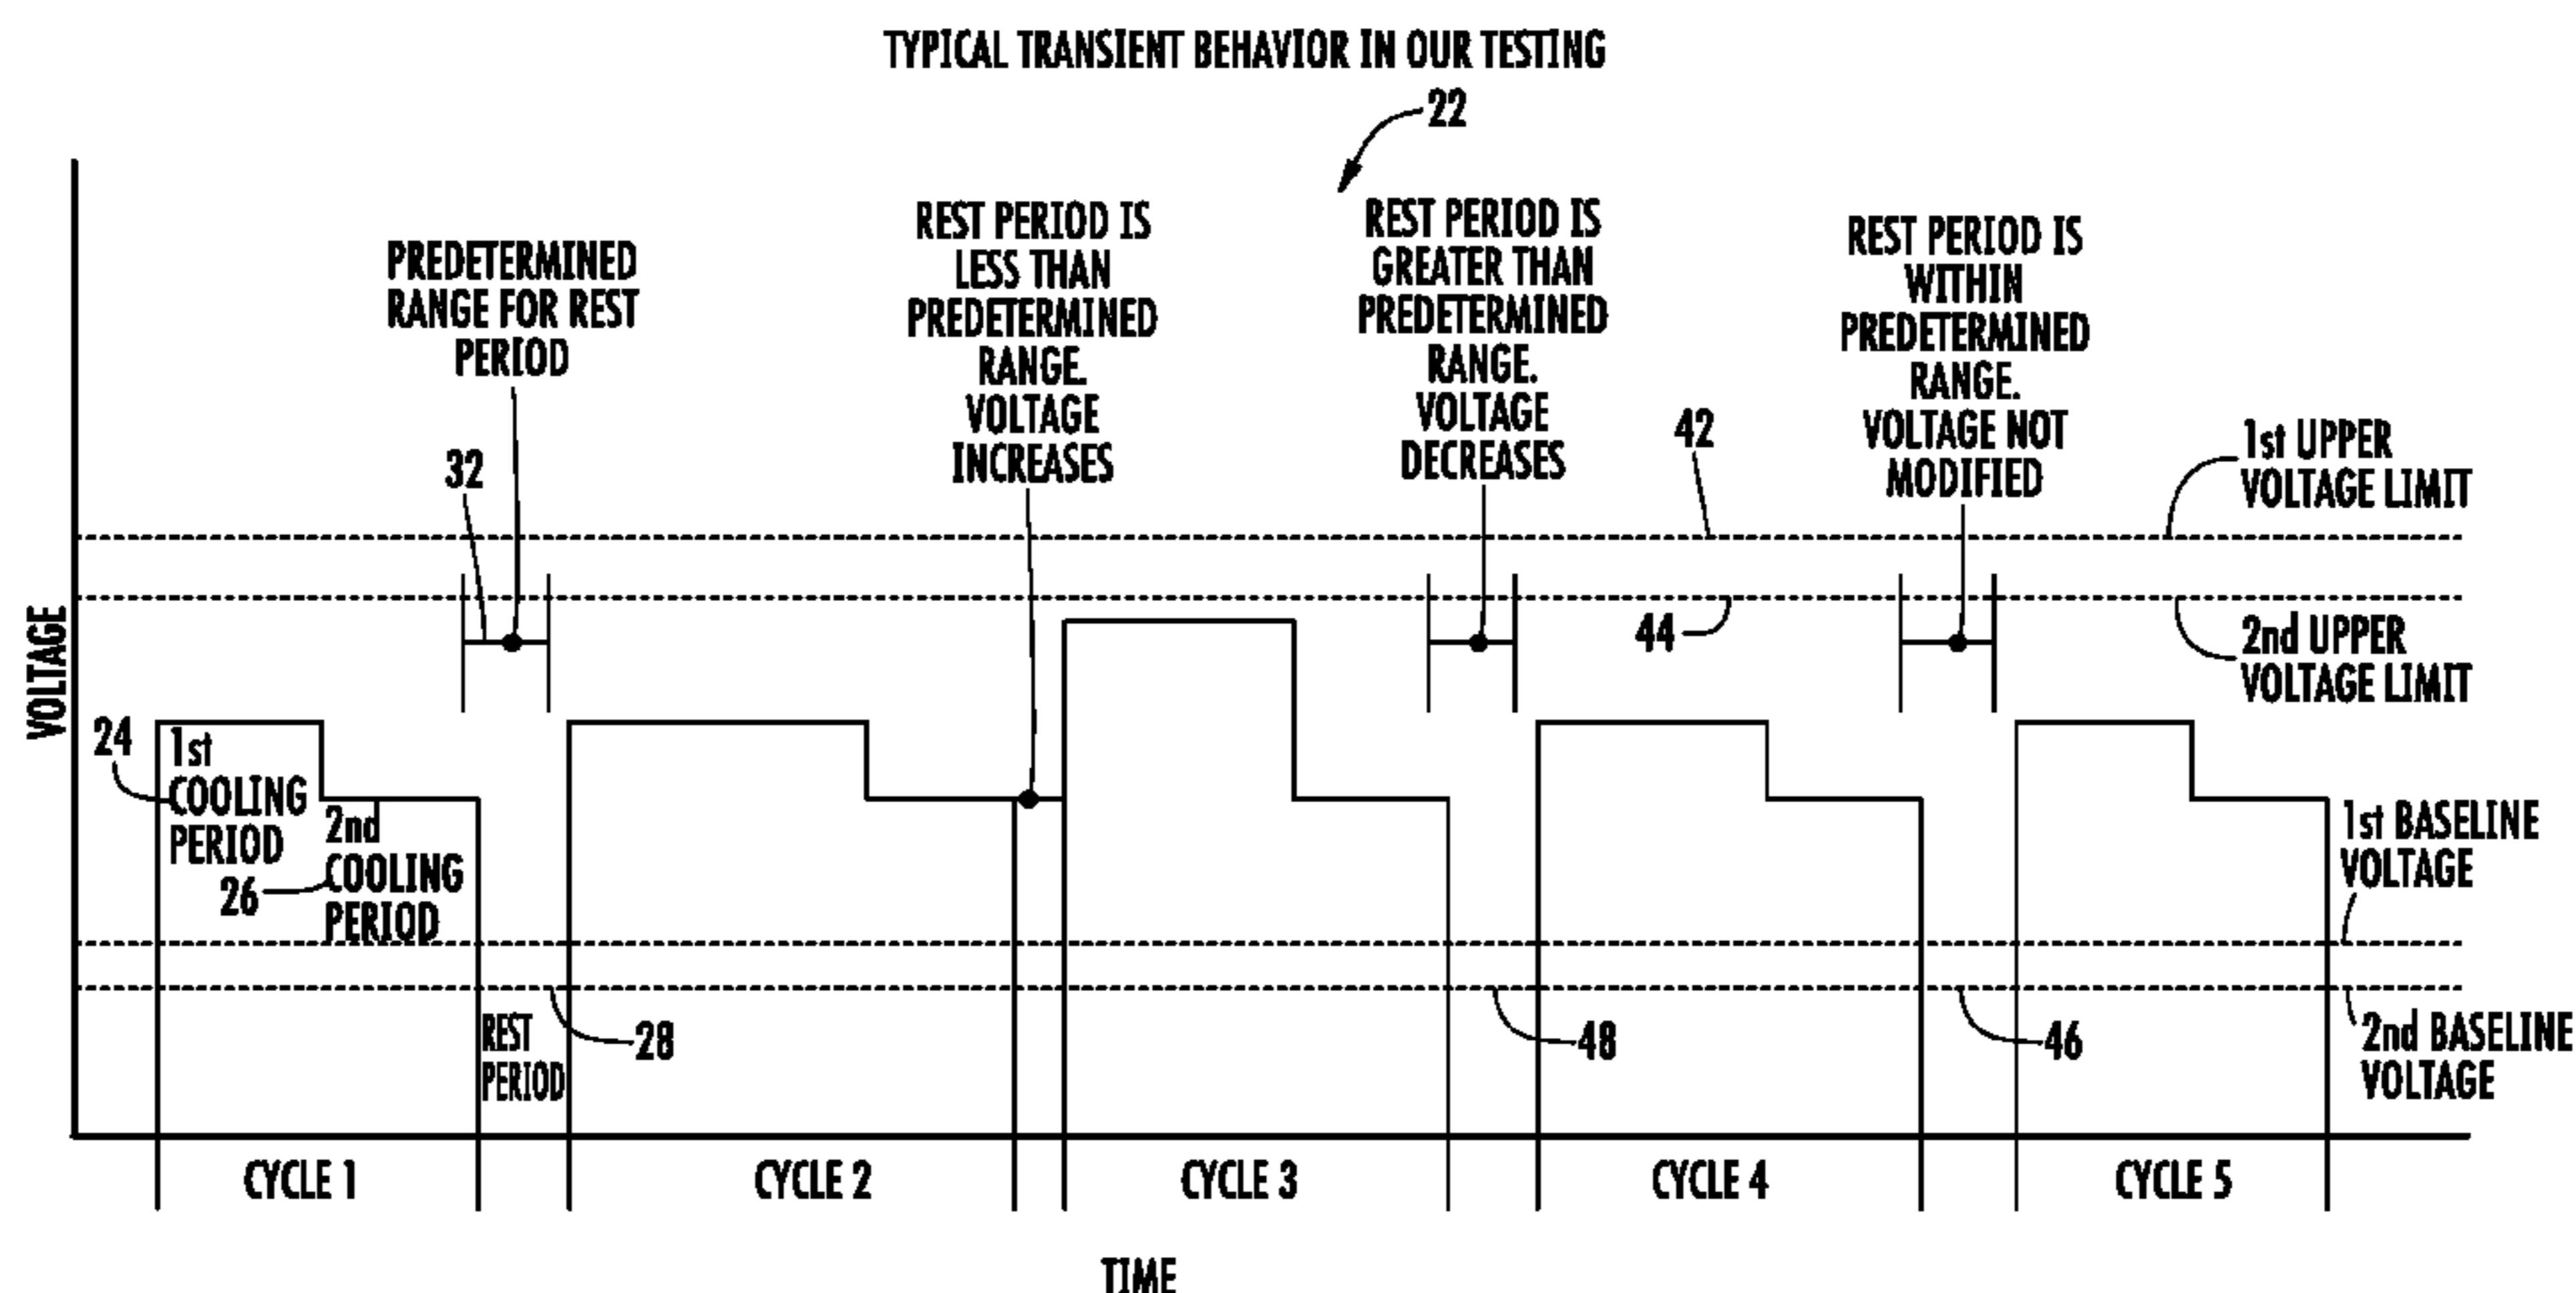 TYPICAL TRANSIENT BEHAVIOR IN OUR TESTING
22
PREDETERMINED
RANGE FOR REST
PERIOD
32
REST PERIOD IS
LESS THAN
PREDETERMINED
RANGE.
VOLTAGE
INCREASES
REST PERIOD IS
GREATER THAN
PREDETERMINED
RANGE.
VOLTAGE
DECREASES
42
REST PERIOD IS
WITHIN
PREDETERMINED
RANGE.
VOLTAGE NOT
MODIFIED
1st UPPER
VOLTAGE LIMIT
44
2nd UPPER
VOLTAGE LIMIT
VOLTAGE
24
1st
COOLING
PERIOD
2nd
COOLING
PERIOD
26
1st BASELINE
VOLTAGE
REST
PERIOD
28
48
46
2nd BASELINE
VOLTAGE
CYCLE 1
CYCLE 2
CYCLE 3
CYCLE 4
CYCLE 5
TIME